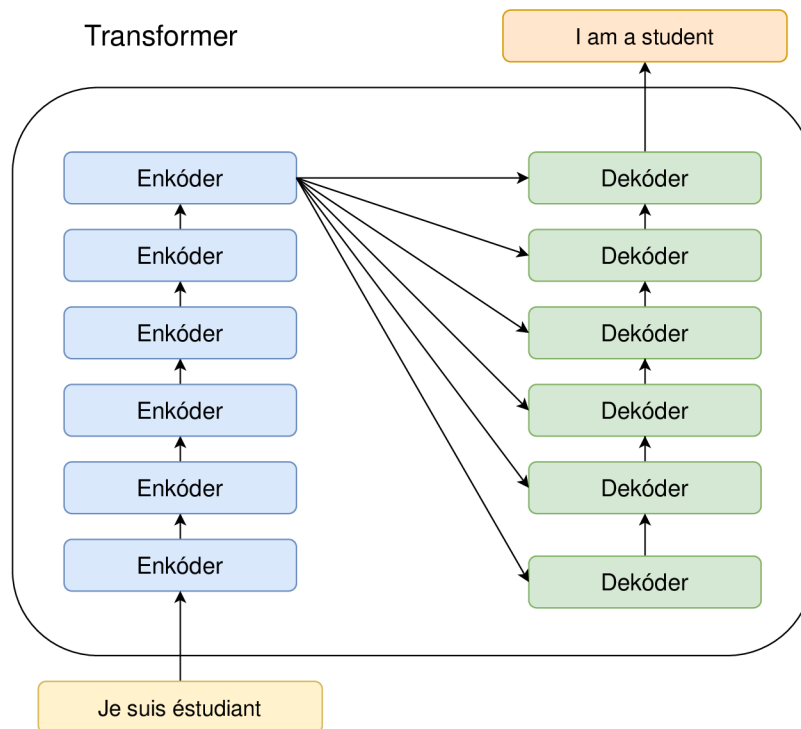 Transformer
I am a student
Enkóder
Dekóder
Enkóder
Dekóder
Enkóder
Dekóder
Enkóder
Dekóder
Enkóder
Dekóder
Enkóder
Dekóder
Je suis éstudiant